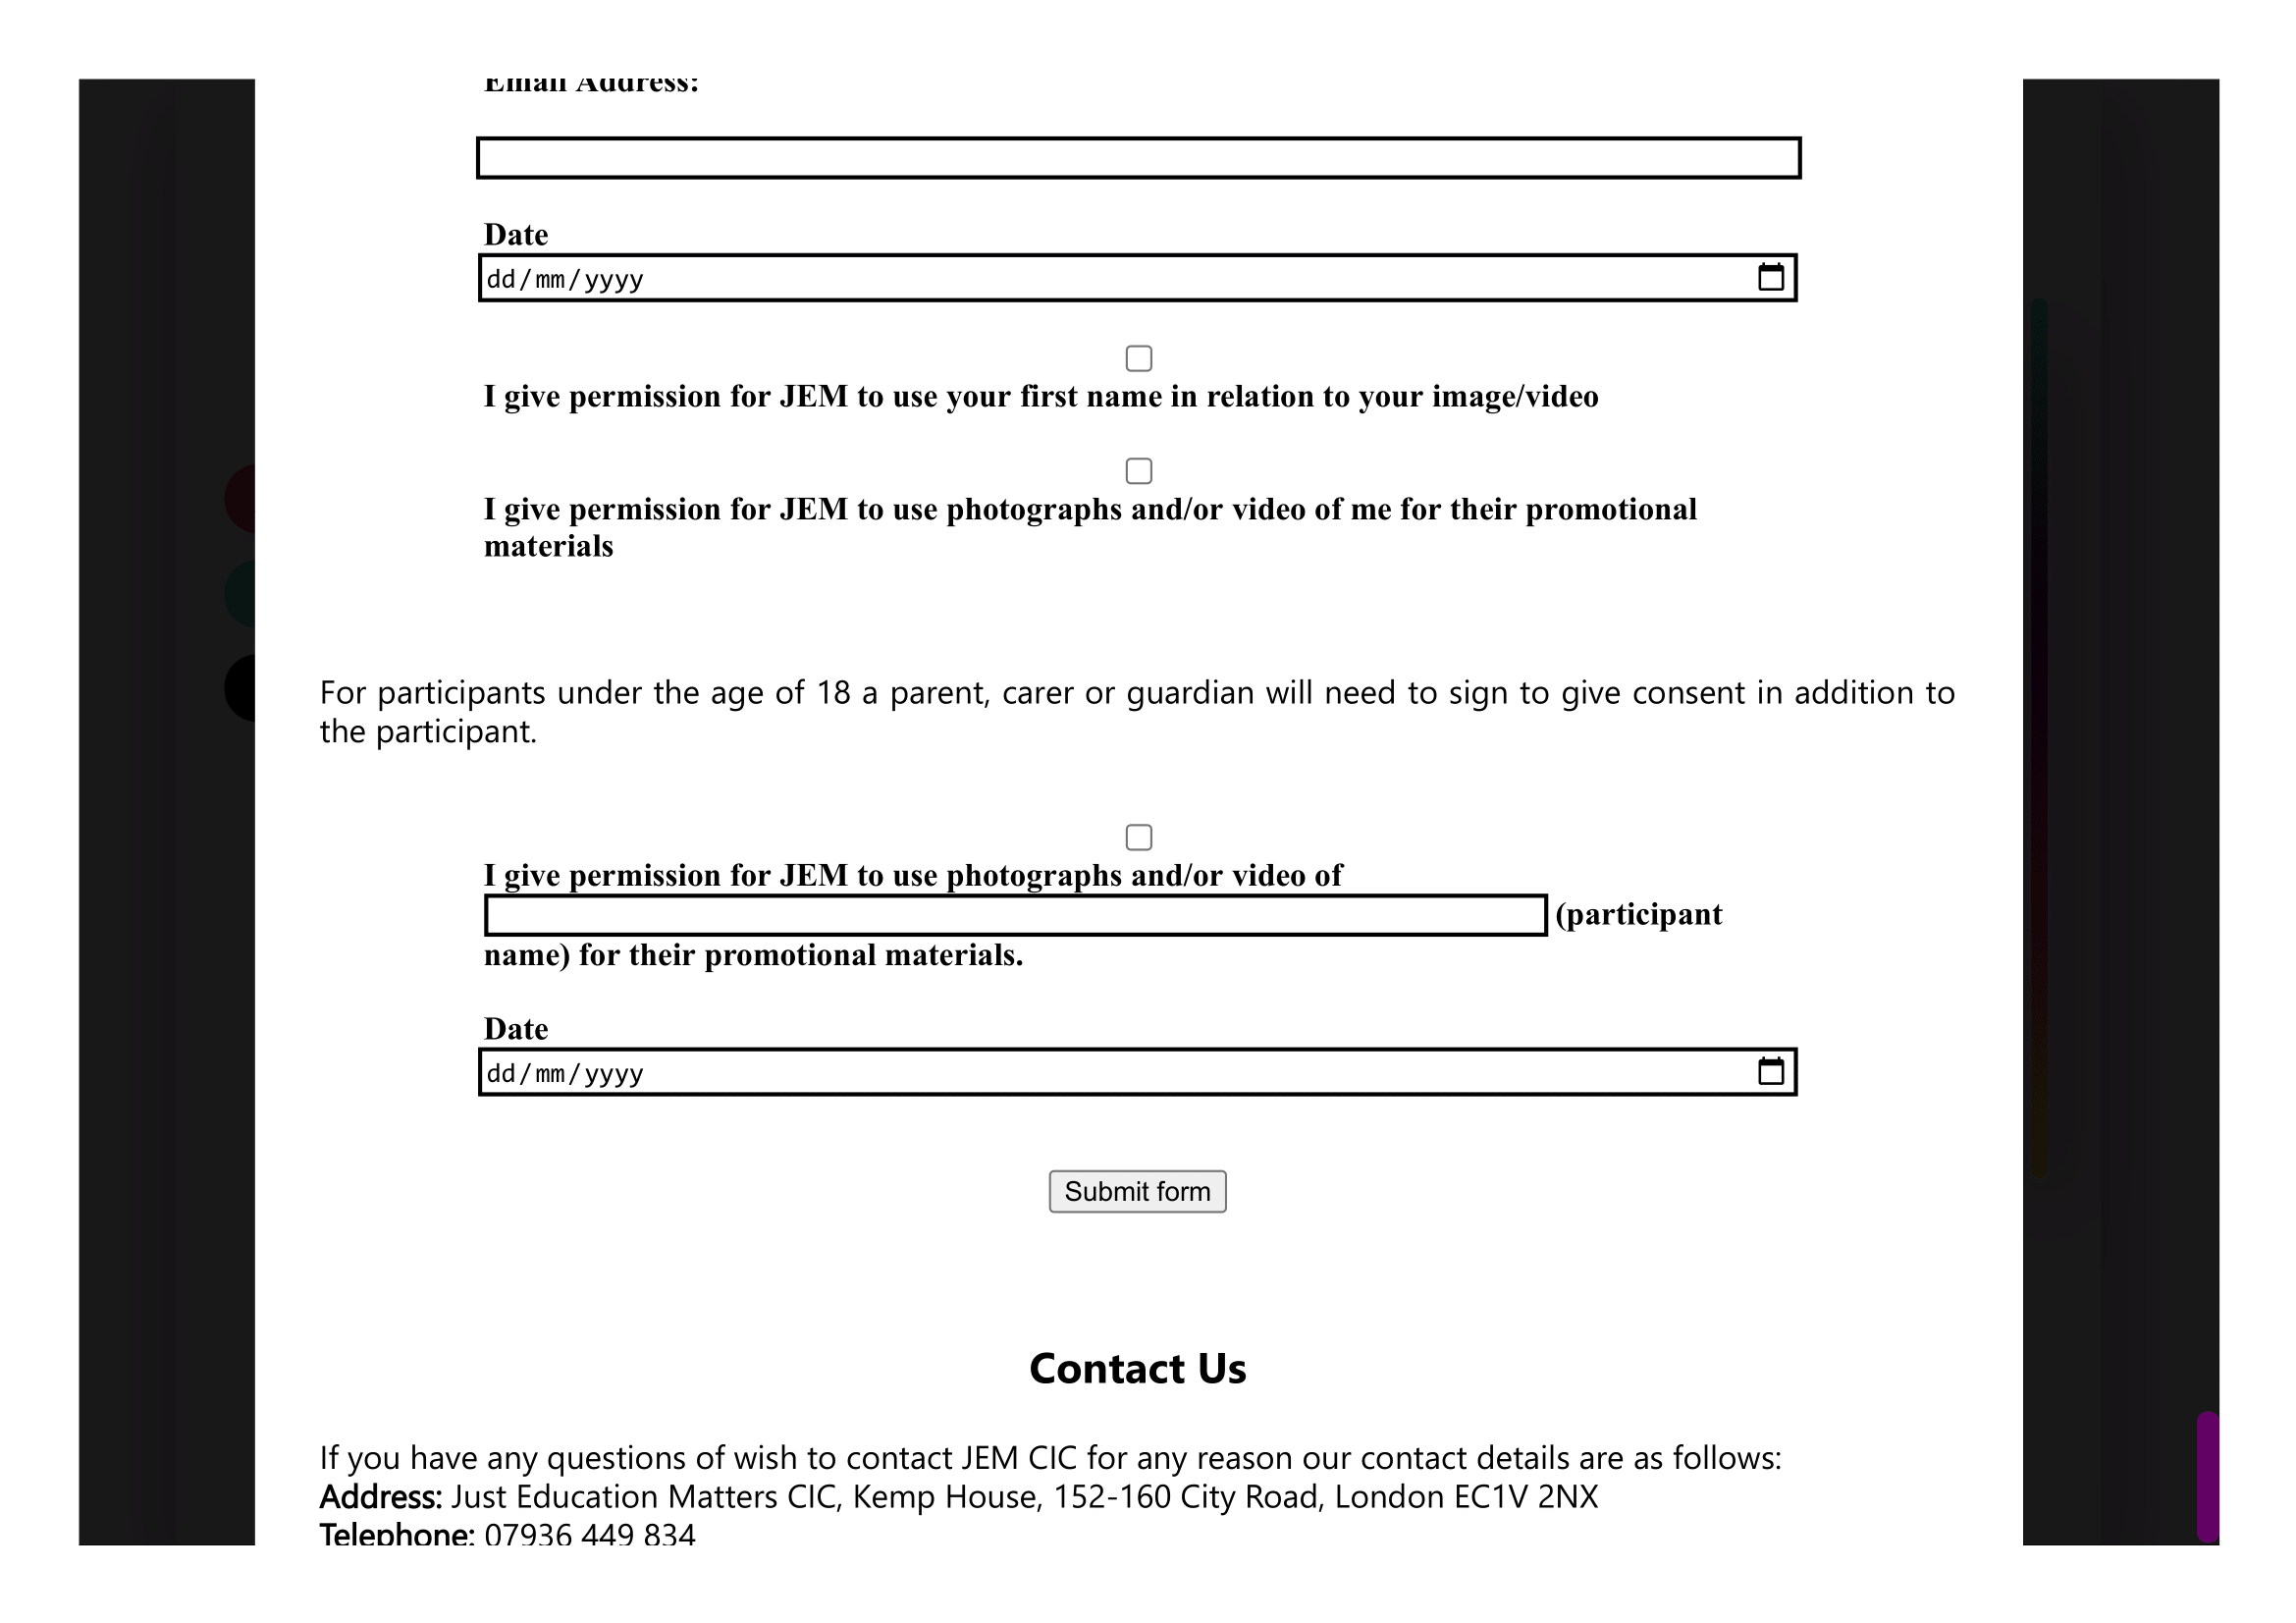 Email Address:
Date
dd/mm/yyyy
I give permission for JEM to use your first name in relation to your image/video
I give permission for JEM to use photographs and/or video of me for their promotional
materials
For participants under the age of 18 a parent, carer or guardian will need to sign to give consent in addition to
the participant.
I give permission for JEM to use photographs and/or video of
(participant
name) for their promotional materials.
Date
dd/mm/yyyy
Submit form
Contact Us
If you have any questions of wish to contact JEM CIC for any reason our contact details are as follows:
Address: Just Education Matters CIC, Kemp House, 152-160 City Road, London EC1V 2NX
Telephone: 07936 449 834